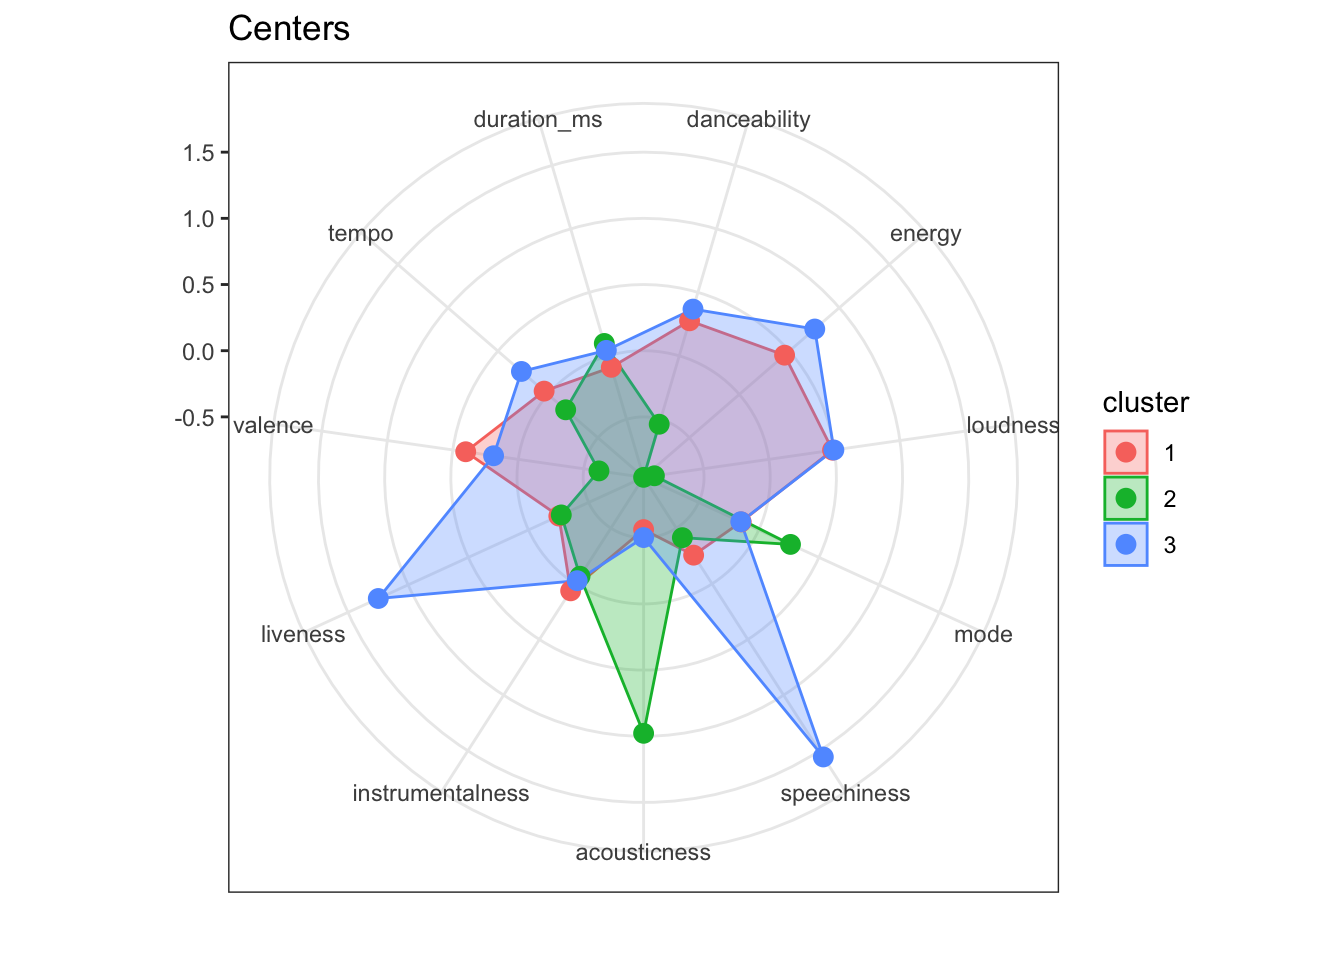 Centers
duration_ms
danceability
1.5
1.0
tempo
energy
0.5
0.0
-0.5
valence
loudness
cluster
1
2
3
liveness
mode
instrumentalness
speechiness
acousticness